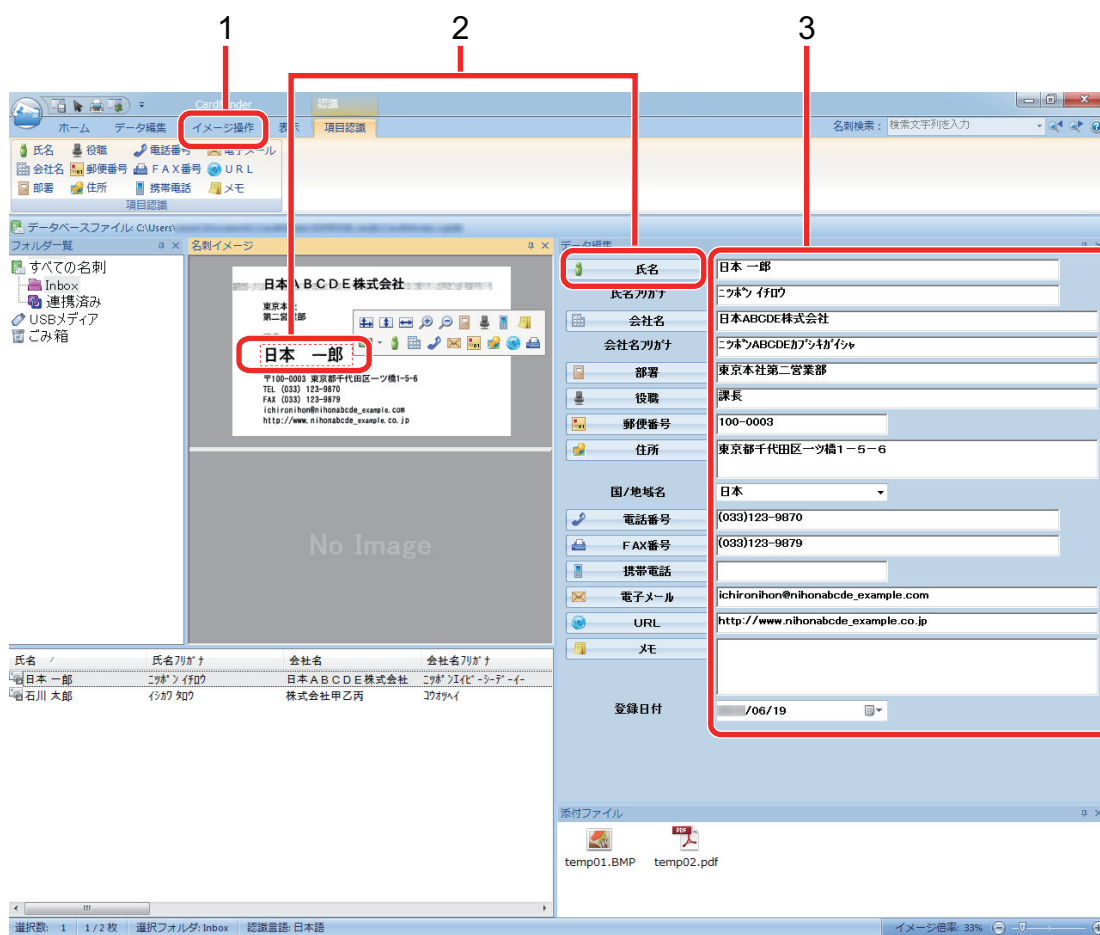 1 2 3
CardMinder 認識
ホーム データ編集 イメージ操作 表示 項目認識 名刺検索: 検索文字列を入力
氏名 役職 電話番号 電子メール
会社名 郵便番号 FAX番号 URL
部署 住所 携帯電話 メモ
項目認識
データベースファイル: C:\Users\
フォルダ一覧
すべての名刺
Inbox
連携済み
USBメディア
ごみ箱
名刺イメージ
日本ABCDE株式会社
東京本社
第二営業部
日本 一郎
〒100-0003 東京都千代田区一ツ橋1-5-6
TEL (033) 123-9870
FAX (033) 123-9879
ichironihon@nihonabcde_example.com
http://www.nihonabcde_example.co.jp
No Image
データ編集
氏名 日本 一郎
氏名フリガナ ニッポン イチロウ
会社名 日本ABCDE株式会社
会社名フリガナ ニッポンABCDEカブシキガイシャ
部署 東京本社第二営業部
役職 課長
郵便番号 100-0003
住所 東京都千代田区一ツ橋1-5-6
国/地域名 日本
電話番号 (033)123-9870
FAX番号 (033)123-9879
携帯電話
電子メール ichironihon@nihonabcde_example.com
URL http://www.nihonabcde_example.co.jp
メモ
登録日付 /06/19
氏名 氏名フリガナ 会社名 会社名フリガナ
日本 一郎 ニッポン イチロウ 日本ABCDE株式会社 ニッポンエイビーシーディーイー
石川 太郎 イシカワ タロウ 株式会社甲乙丙 コウオツヘイ
添付ファイル
temp01.BMP temp02.pdf
選択数: 1 1/2枚 選択フォルダ: Inbox 認識言語: 日本語 イメージ倍率: 33%